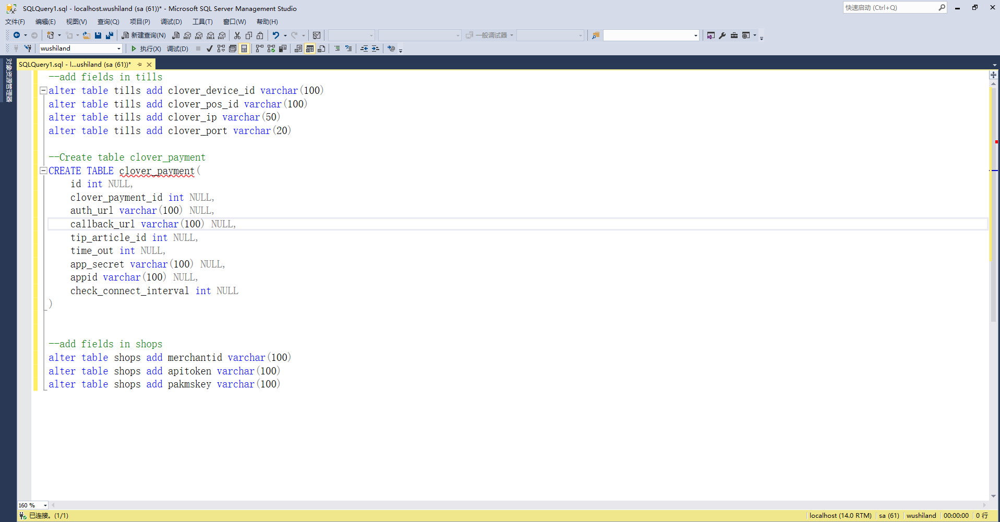 SQLQuery1.sql - localhost.wushiland (sa (61))* - Microsoft SQL Server Management Studio
快速启动 (Ctrl+Q)
文件(F) 编辑(E) 视图(V) 查询(Q) 项目(P) 调试(D) 工具(T) 窗口(W) 帮助(H)
新建查询(N) MDX DMX XMLA DAX 一般调试器
wushiland 执行(X) 调试(D)
对象资源管理器
SQLQuery1.sql - l...ushiland (sa (61))*
--add fields in tills
alter table tills add clover_device_id varchar(100)
alter table tills add clover_pos_id varchar(100)
alter table tills add clover_ip varchar(50)
alter table tills add clover_port varchar(20)
--Create table clover_payment
CREATE TABLE clover_payment(
id int NULL,
clover_payment_id int NULL,
auth_url varchar(100) NULL,
callback_url varchar(100) NULL,
tip_article_id int NULL,
time_out int NULL,
app_secret varchar(100) NULL,
appid varchar(100) NULL,
check_connect_interval int NULL
)
--add fields in shops
alter table shops add merchantid varchar(100)
alter table shops add apitoken varchar(100)
alter table shops add pakmskey varchar(100)
160 %
已连接。(1/1)
localhost (14.0 RTM) sa (61) wushiland 00:00:00 0 行